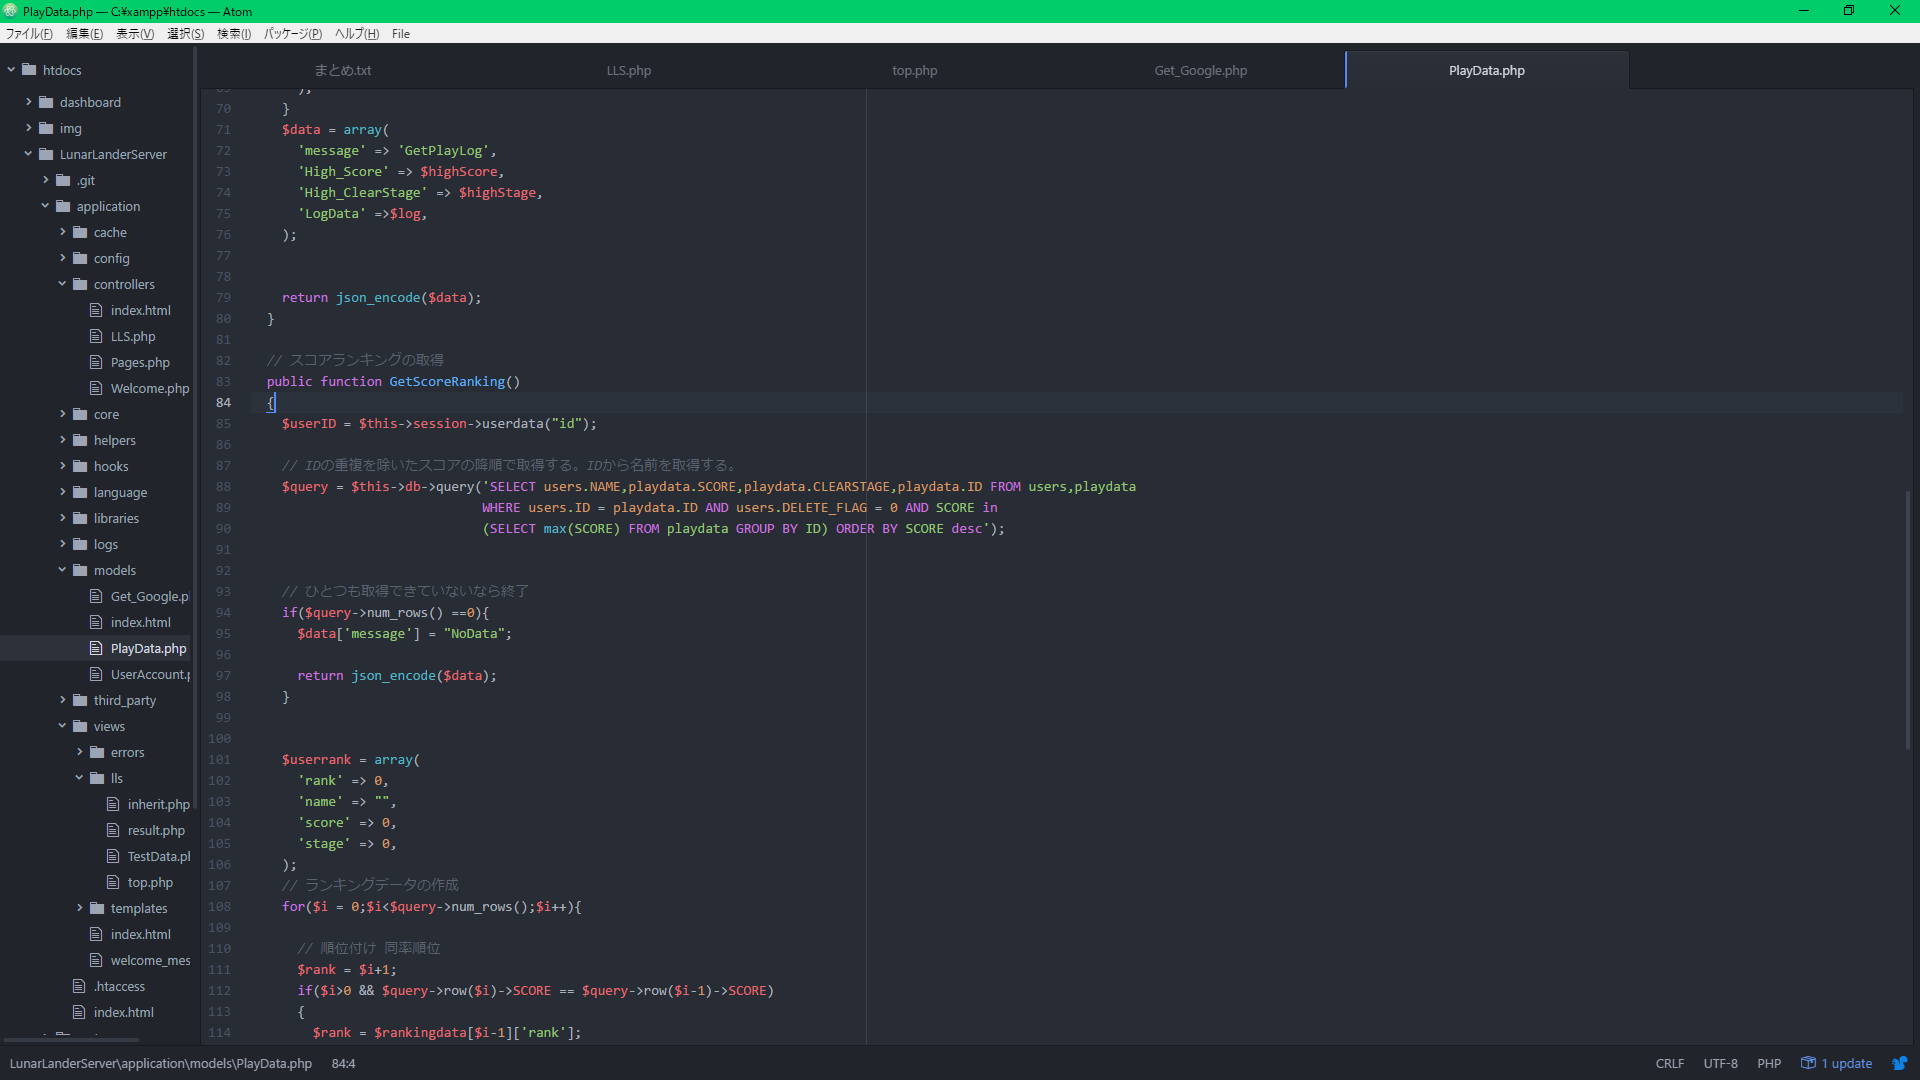 PlayData.php — C:¥xampp¥htdocs — Atom
ファイル(F) 編集(E) 表示(V) 選択(S) 検索(I) パッケージ(P) ヘルプ(H) File
まとめ.txt LLS.php top.php Get_Google.php PlayData.php
htdocs
dashboard
img
LunarLanderServer
.git
application
cache
config
controllers
index.html
LLS.php
Pages.php
Welcome.php
core
helpers
hooks
language
libraries
logs
models
Get_Google.p
index.html
PlayData.php
UserAccount.p
third_party
views
errors
lls
inherit.php
result.php
TestData.pl
top.php
templates
index.html
welcome_mes
.htaccess
index.html
70 }
71 $data = array(
72 'message' => 'GetPlayLog',
73 'High_Score' => $highScore,
74 'High_ClearStage' => $highStage,
75 'LogData' =>$log,
76 );
77
78
79 return json_encode($data);
80 }
81
82 // スコアランキングの取得
83 public function GetScoreRanking()
84 {
85 $userID = $this->session->userdata("id");
86
87 // IDの重複を除いたスコアの降順で取得する。IDから名前を取得する。
88 $query = $this->db->query('SELECT users.NAME,playdata.SCORE,playdata.CLEARSTAGE,playdata.ID FROM users,playdata
89 WHERE users.ID = playdata.ID AND users.DELETE_FLAG = 0 AND SCORE in
90 (SELECT max(SCORE) FROM playdata GROUP BY ID) ORDER BY SCORE desc');
91
92
93 // ひとつも取得できていないなら終了
94 if($query->num_rows() ==0){
95 $data['message'] = "NoData";
96
97 return json_encode($data);
98 }
99
100
101 $userrank = array(
102 'rank' => 0,
103 'name' => "",
104 'score' => 0,
105 'stage' => 0,
106 );
107 // ランキングデータの作成
108 for($i = 0;$i<$query->num_rows();$i++){
109
110 // 順位付け 同率順位
111 $rank = $i+1;
112 if($i>0 && $query->row($i)->SCORE == $query->row($i-1)->SCORE)
113 {
114 $rank = $rankingdata[$i-1]['rank'];
LunarLanderServer\application\models\PlayData.php 84:4 CRLF UTF-8 PHP 1 update